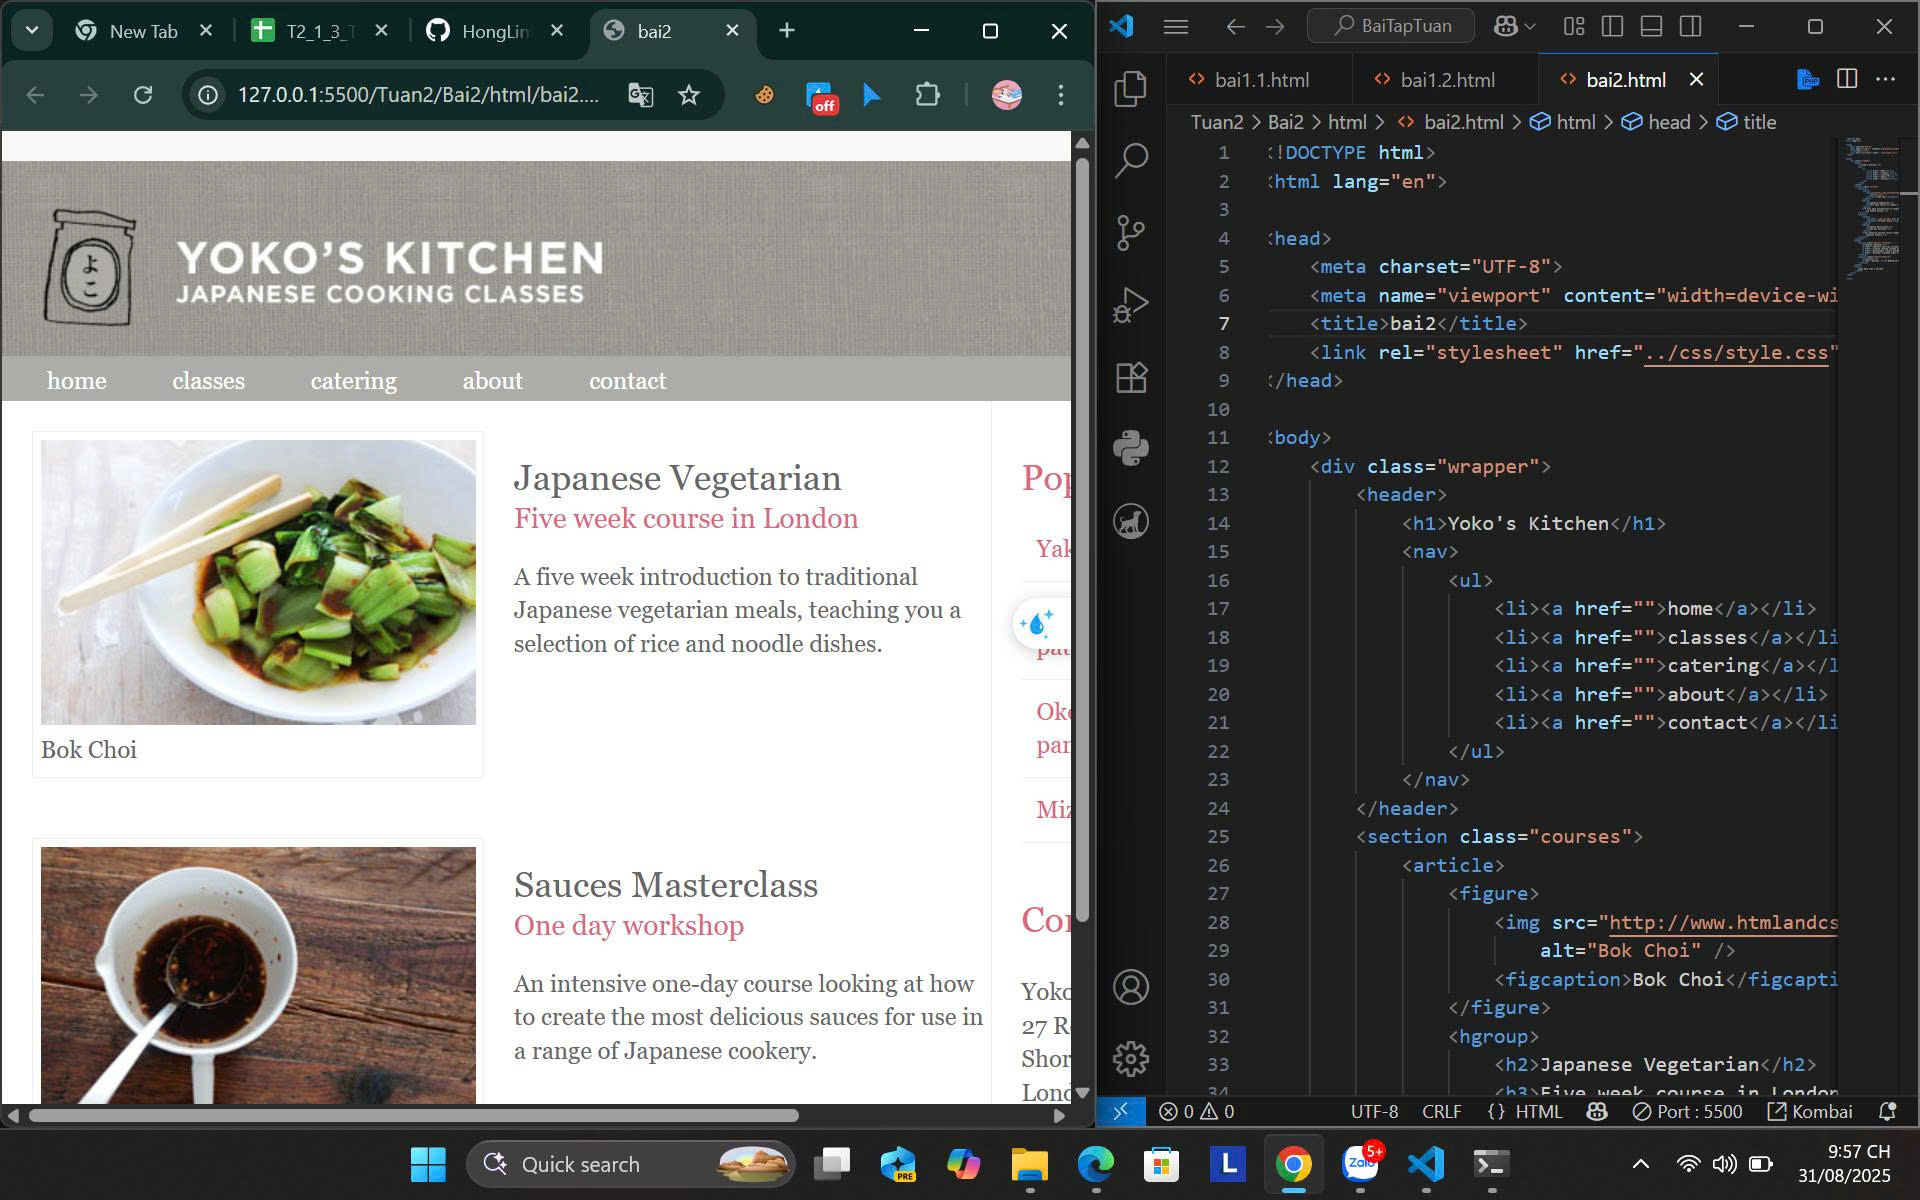 New Tab
T2_1_3_T
HongLin
bai2
127.0.0.1:5500/Tuan2/Bai2/html/bai2....
off
よこ
YOKO'S KITCHEN
JAPANESE COOKING CLASSES
home classes catering about contact
Bok Choi
Japanese Vegetarian
Five week course in London
A five week introduction to traditional
Japanese vegetarian meals, teaching you a
selection of rice and noodle dishes.
Sauces Masterclass
One day workshop
An intensive one-day course looking at how
to create the most delicious sauces for use in
a range of Japanese cookery.
Pop
Yak
pat
Oko
pan
Miz
Con
Yoko
27 R
Shor
Lond
BaiTapTuan
bai1.1.html
bai1.2.html
bai2.html
Tuan2 > Bai2 > html > bai2.html > html > head > title
1 <!DOCTYPE html>
2 <html lang="en">
3
4 <head>
5 <meta charset="UTF-8">
6 <meta name="viewport" content="width=device-wi
7 <title>bai2</title>
8 <link rel="stylesheet" href="../css/style.css"
9 </head>
10
11 <body>
12 <div class="wrapper">
13 <header>
14 <h1>Yoko's Kitchen</h1>
15 <nav>
16 <ul>
17 <li><a href="">home</a></li>
18 <li><a href="">classes</a></li
19 <li><a href="">catering</a></l
20 <li><a href="">about</a></li>
21 <li><a href="">contact</a></li
22 </ul>
23 </nav>
24 </header>
25 <section class="courses">
26 <article>
27 <figure>
28 <img src="http://www.htmlandcs
29 alt="Bok Choi" />
30 <figcaption>Bok Choi</figcapti
31 </figure>
32 <hgroup>
33 <h2>Japanese Vegetarian</h2>
34 <h3>Five week course in London
0 0 UTF-8 CRLF {} HTML Port : 5500 Kombai
Quick search
PRE
L
Zalo
5+
9:57 CH
31/08/2025